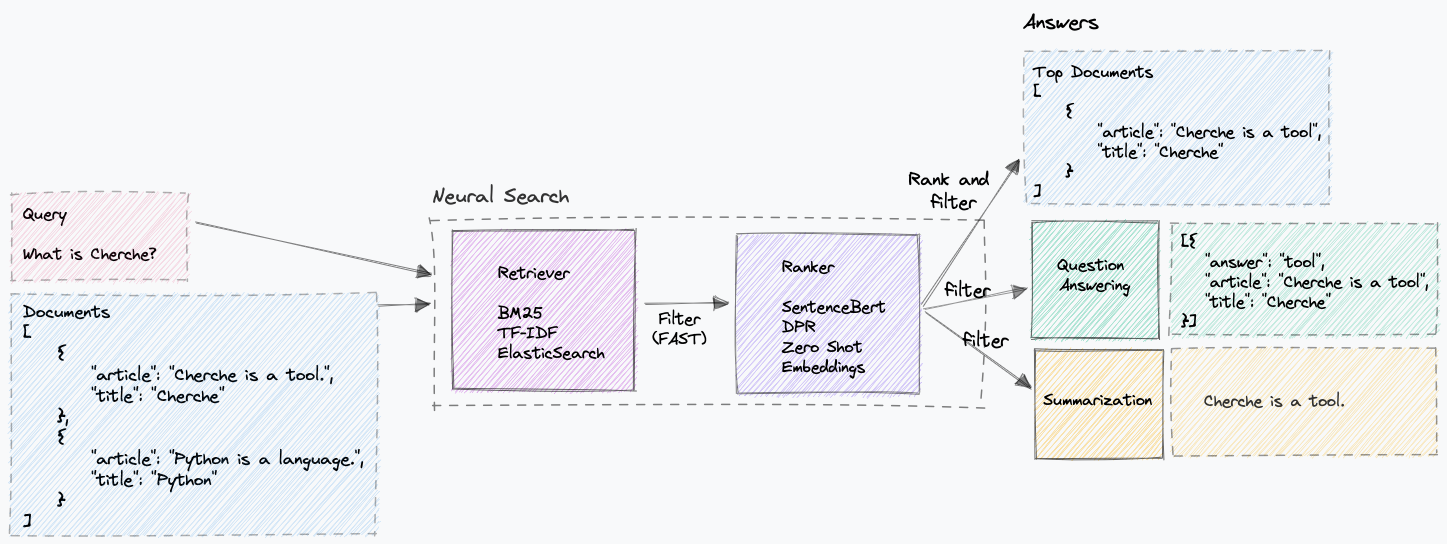 Answers
Top Documents
[
{
"article": "Cherche is a tool",
"title": "Cherche"
}
]
Query
What is Cherche?
Documents
[
{
"article": "Cherche is a tool.",
"title": "Cherche"
},
{
"article": "Python is a language.",
"title": "Python"
}
]
Neural Search
Retriever
BM25
TF-IDF
ElasticSearch
Filter
(FAST)
Ranker
SentenceBert
DPR
Zero Shot
Embeddings
Rank and
filter
filter
filter
Question
Answering
[{
"answer": "tool",
"article": "Cherche is a tool",
"title": "Cherche"
}]
Summarization
Cherche is a tool.